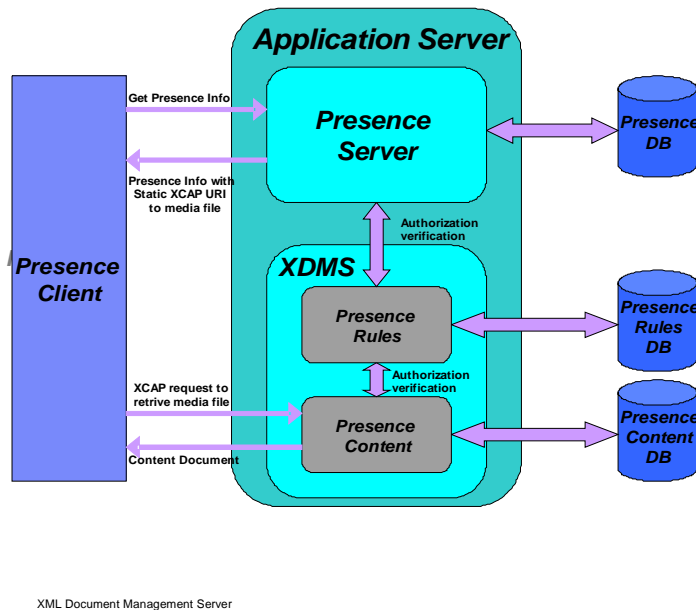 Application Server
Get Presence Info
Presence
Server
Presence
DB
Presence Info with
Static XCAP URI
to media file
Authorization
verification
XDMS
Presence
Client
Presence
Rules
Presence
Rules
DB
Authorization
verification
XCAP request to
retrive media file
Presence
Content
Presence
Content
DB
Content Document
XML Document Management Server